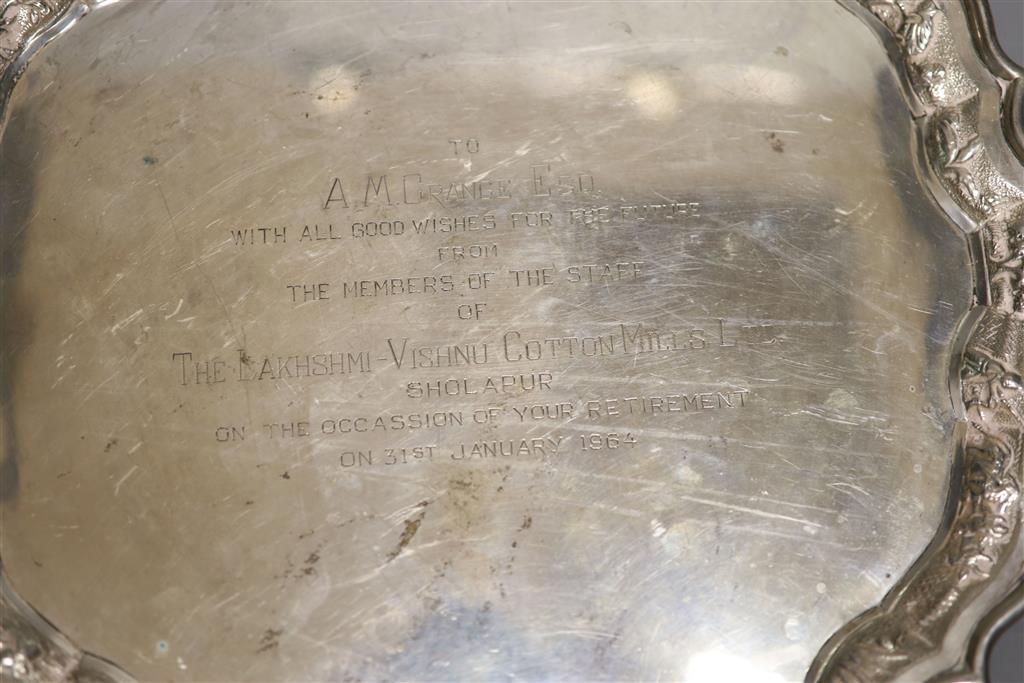 TO
A.M. GRANGE ESQ.
WITH ALL GOOD WISHES FOR THE FUTURE
FROM
THE MEMBERS OF THE STAFF
OF
THE LAKHSHMI-VISHNU COTTON MILLS LTD.
SHOLAPUR
ON THE OCCASSION OF YOUR RETIREMENT
ON 31ST JANUARY 1964